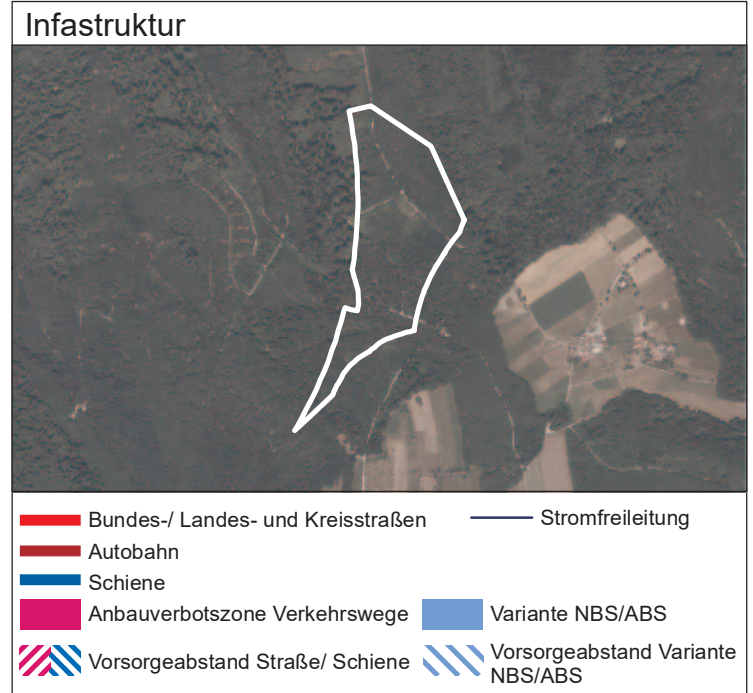 Infastruktur
Bundes-/ Landes- und Kreisstraßen
Stromfreileitung
Autobahn
Schiene
Anbauverbotszone Verkehrswege
Variante NBS/ABS
Vorsorgeabstand Straße/ Schiene
Vorsorgeabstand Variante
NBS/ABS